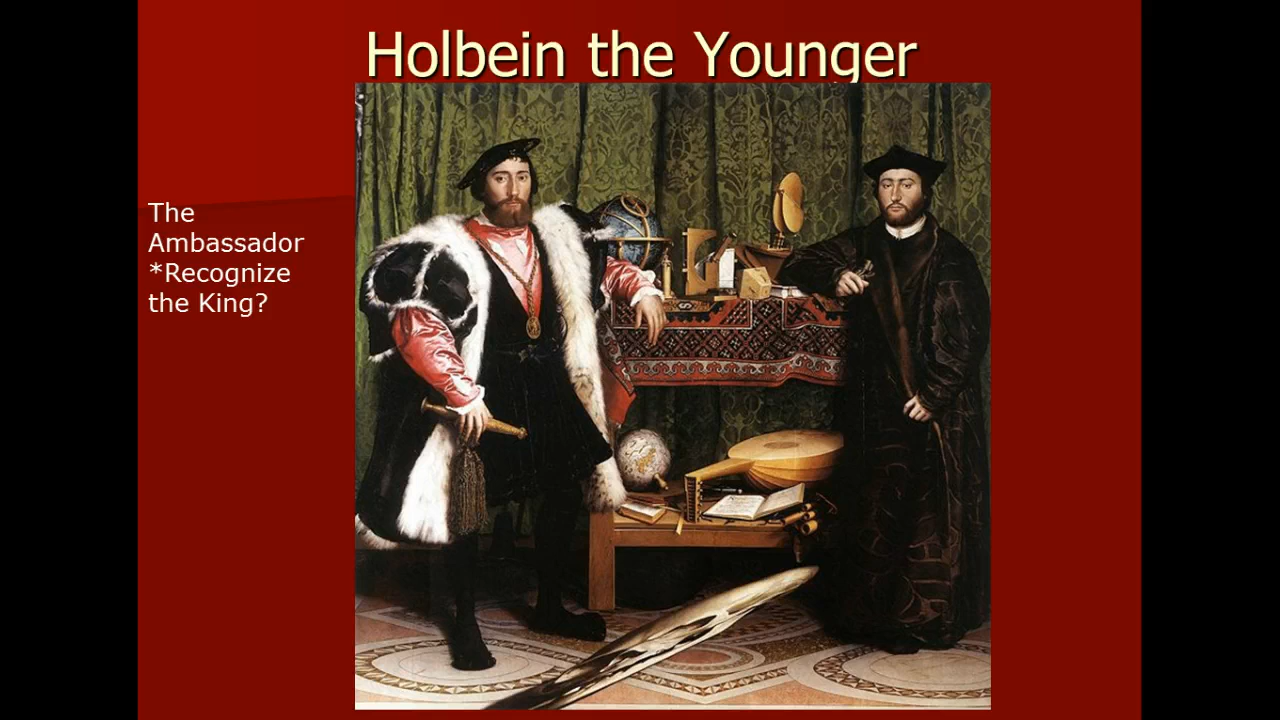 Holbein the Younger
The
Ambassador
*Recognize
the King?